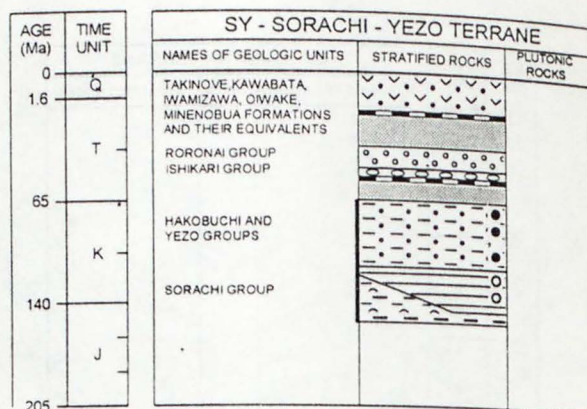 AGE (Ma)
TIME UNIT
SY - SORACHI - YEZO TERRANE
NAMES OF GEOLOGIC UNITS
STRATIFIED ROCKS
PLUTONIC ROCKS
0
Q
1.6
TAKINOVE,KAWABATA,
IWAMIZAWA, OIWAKE,
MINENOBUA FORMATIONS
AND THEIR EQUIVALENTS
T
RORONAI GROUP
ISHIKARI GROUP
65
HAKOBUCHI AND
YEZO GROUPS
K
SORACHI GROUP
140
J
205